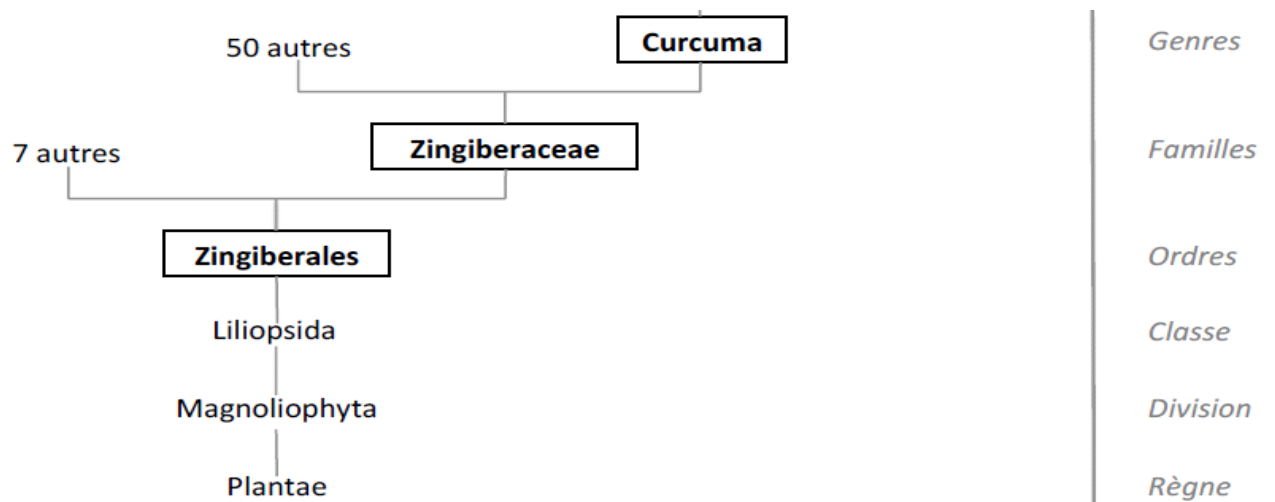 50 autres
Curcuma
Genres
7 autres
Zingiberaceae
Familles
Zingiberales
Ordres
Liliopsida
Classe
Magnoliophyta
Division
Plantae
Règne